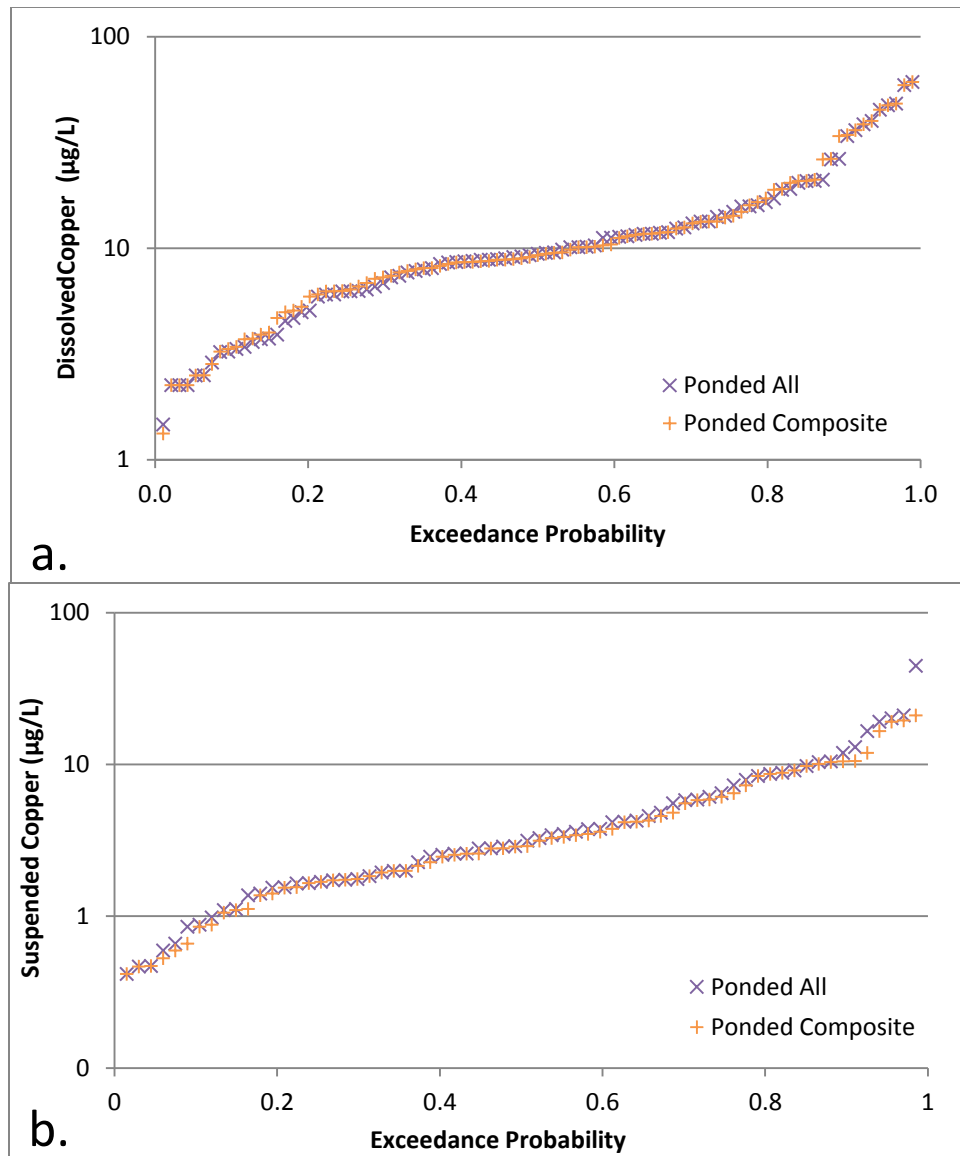 100
10
1
DissolvedCopper (µg/L)
Ponded All
Ponded Composite
0.0 0.2 0.4 0.6 0.8 1.0
Exceedance Probability
a.
100
10
1
0
Suspended Copper (µg/L)
Ponded All
Ponded Composite
0 0.2 0.4 0.6 0.8 1
Exceedance Probability
b.